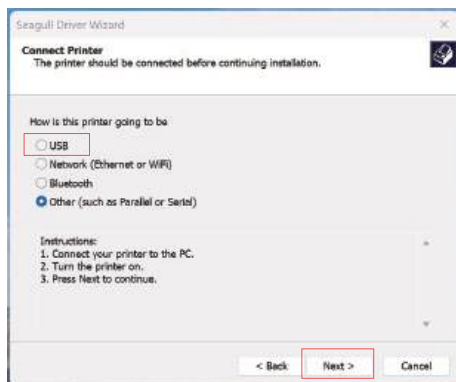 Seagull Driver Wizard
Connect Printer
The printer should be connected before continuing installation.
How is this printer going to be
USB
Network (Ethernet or WiFi)
Bluetooth
Other (such as Parallel or Serial)
Instructions:
1. Connect your printer to the PC.
2. Turn the printer on.
3. Press Next to continue.
< Back
Next >
Cancel